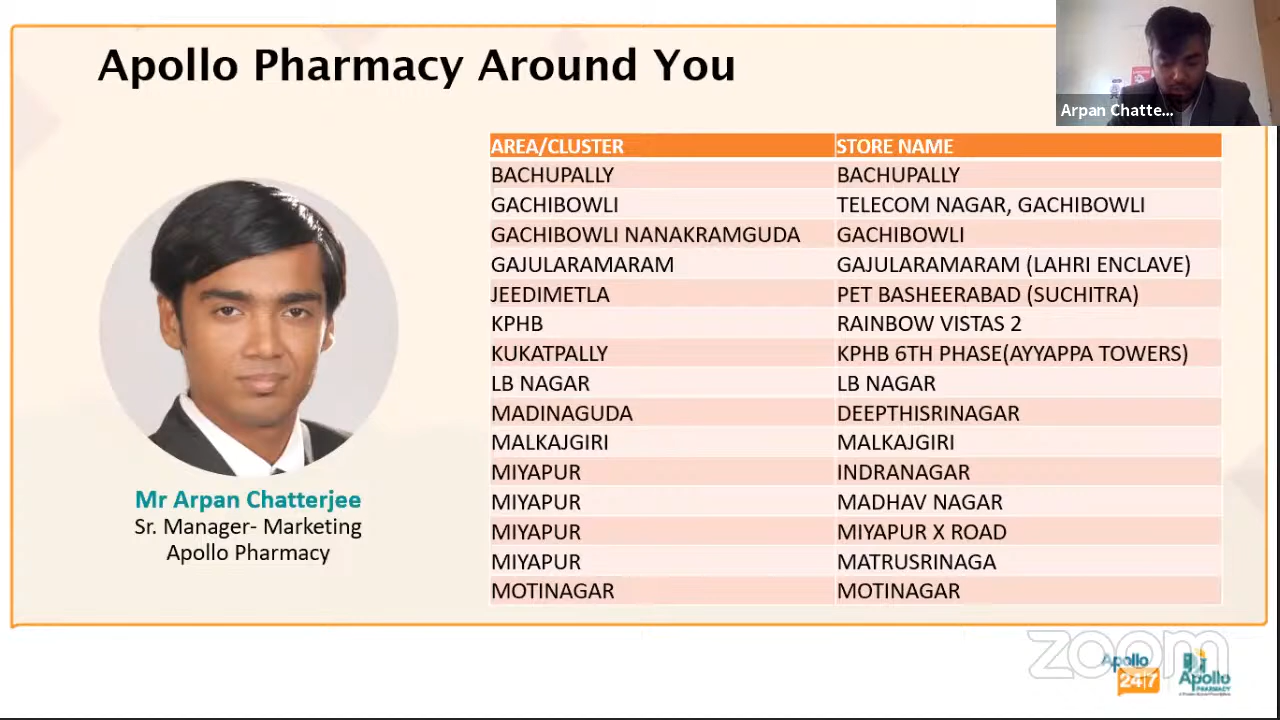 Apollo Pharmacy Around You
Arpan Chatte...
AREA/CLUSTER STORE NAME
BACHUPALLY BACHUPALLY
GACHIBOWLI TELECOM NAGAR, GACHIBOWLI
GACHIBOWLI NANAKRAMGUDA GACHIBOWLI
GAJULARAMARAM GAJULARAMARAM (LAHRI ENCLAVE)
JEEDIMETLA PET BASHEERABAD (SUCHITRA)
KPHB RAINBOW VISTAS 2
KUKATPALLY KPHB 6TH PHASE(AYYAPPA TOWERS)
LB NAGAR LB NAGAR
MADINAGUDA DEEPTHISRINAGAR
MALKAJGIRI MALKAJGIRI
MIYAPUR INDRANAGAR
MIYAPUR MADHAV NAGAR
MIYAPUR MIYAPUR X ROAD
MIYAPUR MATRUSRINAGA
MOTINAGAR MOTINAGAR
Mr Arpan Chatterjee
Sr. Manager- Marketing
Apollo Pharmacy
zoom
Apollo
24|7
Apollo
PHARMACY